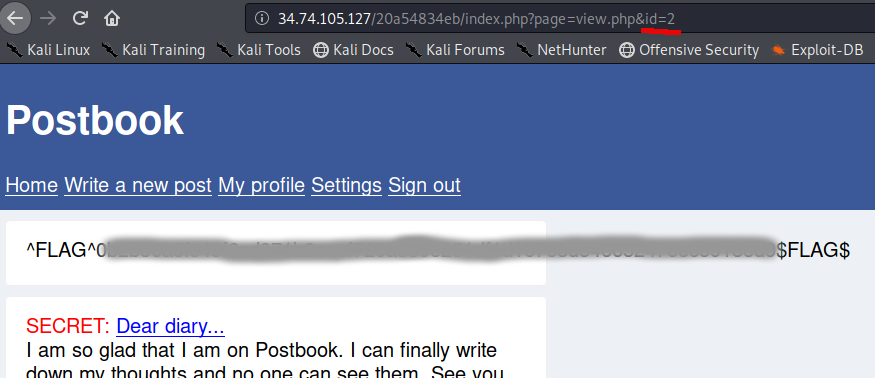 34.74.105.127/20a54834eb/index.php?page=view.php&id=2
Kali Linux Kali Training Kali Tools Kali Docs Kali Forums NetHunter Offensive Security Exploit-DB
Postbook
Home Write a new post My profile Settings Sign out
^FLAG^0 $FLAG$
SECRET: Dear diary...
I am so glad that I am on Postbook. I can finally write
down my thoughts and no one can see them. See you